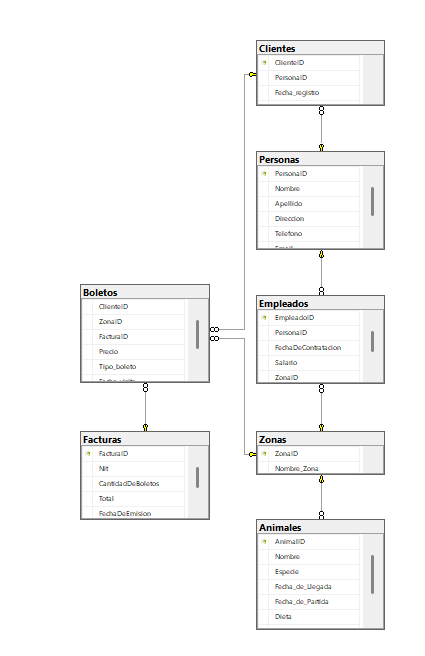 Clientes
ClienteID
PersonaID
Fecha_registro
Personas
PersonaID
Nombre
Apellido
Direccion
Telefono
Boletos
ClienteID
ZonaID
FacturaID
Precio
Tipo_boleto
Empleados
EmpleadoID
PersonaID
FechaDeContratacion
Salario
ZonaID
Facturas
FacturaID
Nit
CantidadDeBoletos
Total
FechaDeEmision
Zonas
ZonaID
Nombre_Zona
Animales
AnimalID
Nombre
Especie
Fecha_de_Llegada
Fecha_de_Partida
Dieta